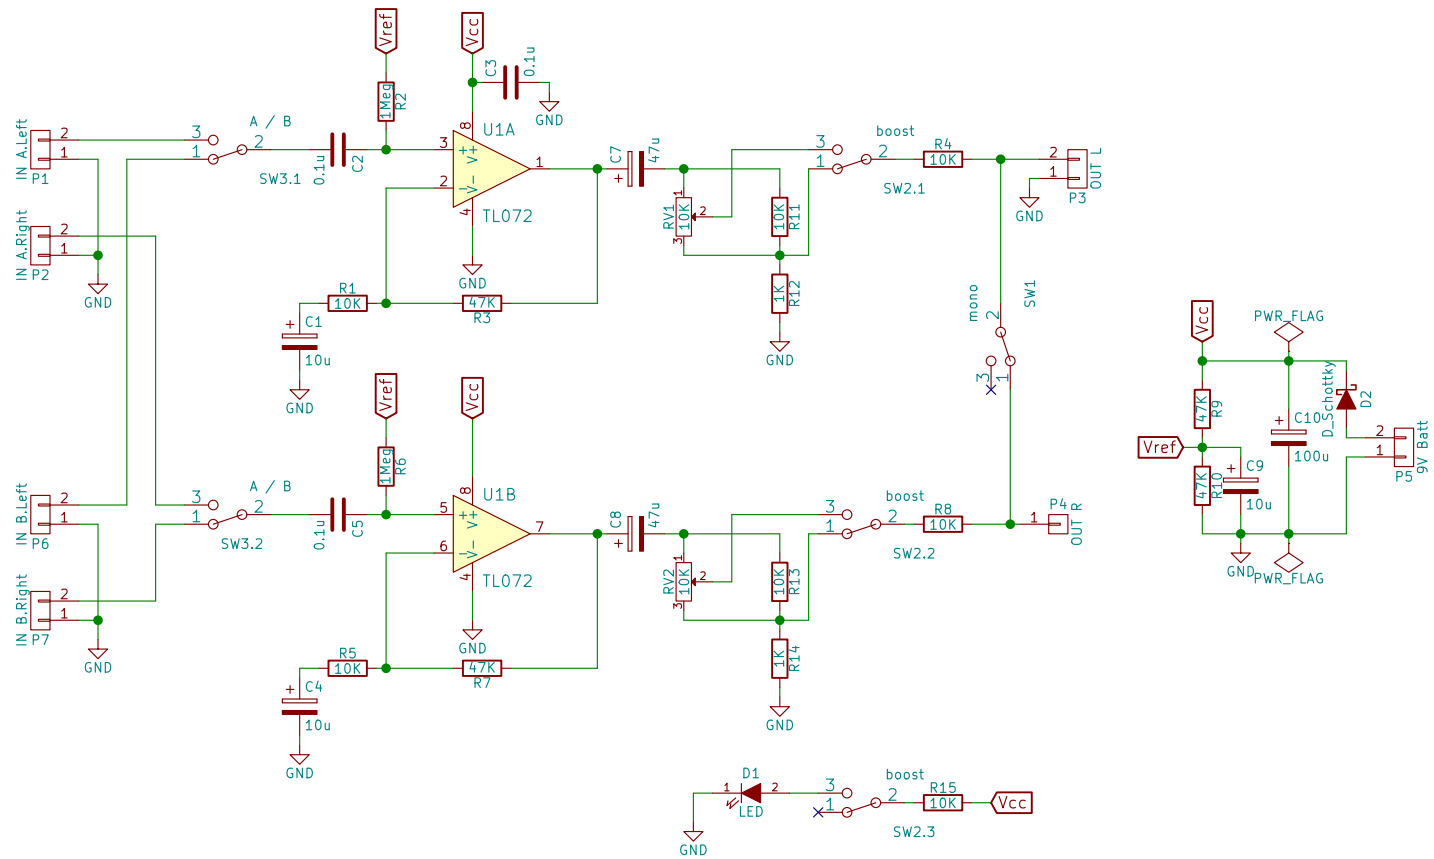 Vref
Vcc
C3
0.1u
GND
1Meg
R2
A / B
3
2
1
SW3.1
0.1u
C2
IN A.Left
2
1
P1
IN A.Right
2
1
P2
GND
U1A
8
3
+
V+
1
2
-
V-
4
TL072
GND
R1
10K
47K
R3
C1
+
10u
GND
C7
47u
+
1
RV1
10K
2
3
10K
R11
1K
R12
GND
boost
3
1
2
SW2.1
R4
10K
2
1
OUT L
P3
GND
mono
2
SW1
3
1
Vcc
PWR_FLAG
47K
R9
Vref
47K
R10
C9
+
10u
C10
+
100u
D_Schottky
D2
2
1
9V Batt
P5
GND
PWR_FLAG
Vref
Vcc
1Meg
R6
A / B
3
2
1
SW3.2
0.1u
C5
IN B.Left
2
1
P6
IN B.Right
2
1
P7
GND
U1B
8
5
+
V+
7
6
-
V-
4
TL072
GND
R5
10K
47K
R7
C4
+
10u
GND
C8
47u
+
1
RV2
10K
2
3
10K
R13
1K
R14
GND
boost
3
1
2
SW2.2
R8
10K
P4
1
OUT R
D1
1
2
LED
GND
boost
3
1
2
SW2.3
R15
10K
Vcc